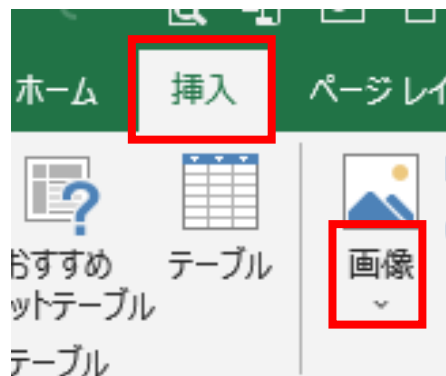 ホーム
挿入
ページ レイ
おすすめ
ットテーブル
テーブル
画像
テーブル